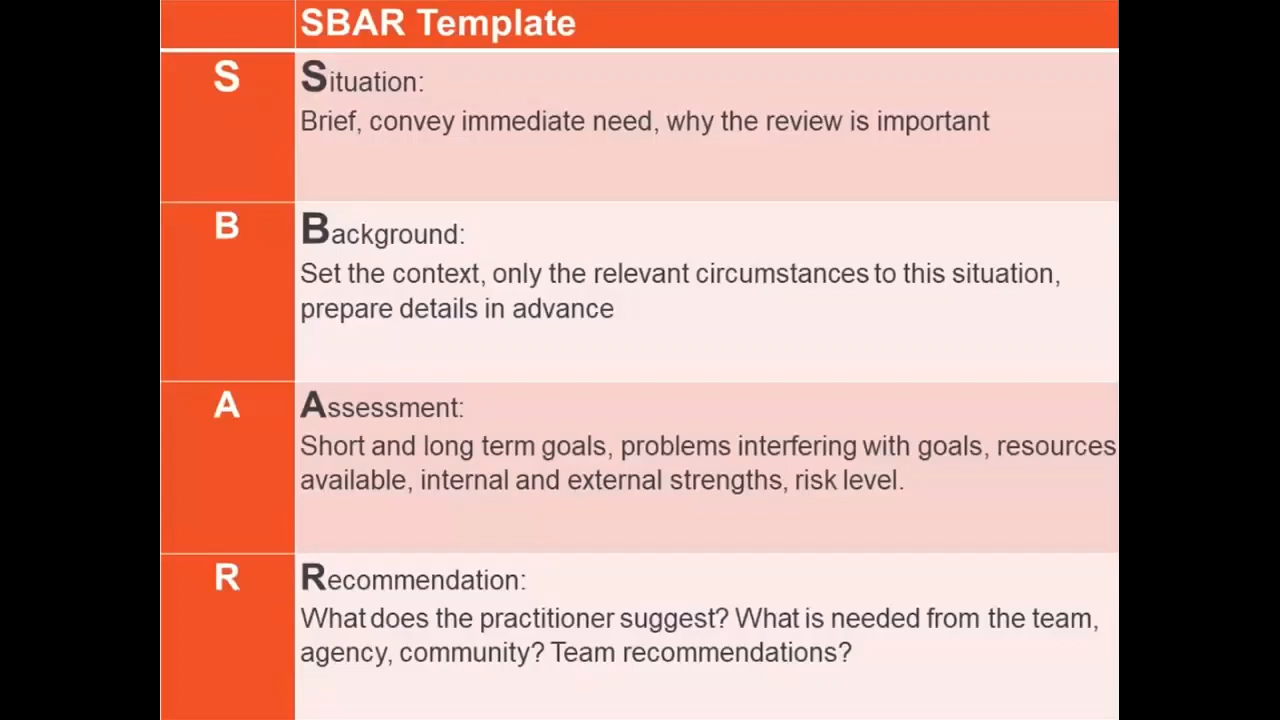 SBAR Template
S
Situation:
Brief, convey immediate need, why the review is important
B
Background:
Set the context, only the relevant circumstances to this situation,
prepare details in advance
A
Assessment:
Short and long term goals, problems interfering with goals, resources
available, internal and external strengths, risk level.
R
Recommendation:
What does the practitioner suggest? What is needed from the team,
agency, community? Team recommendations?